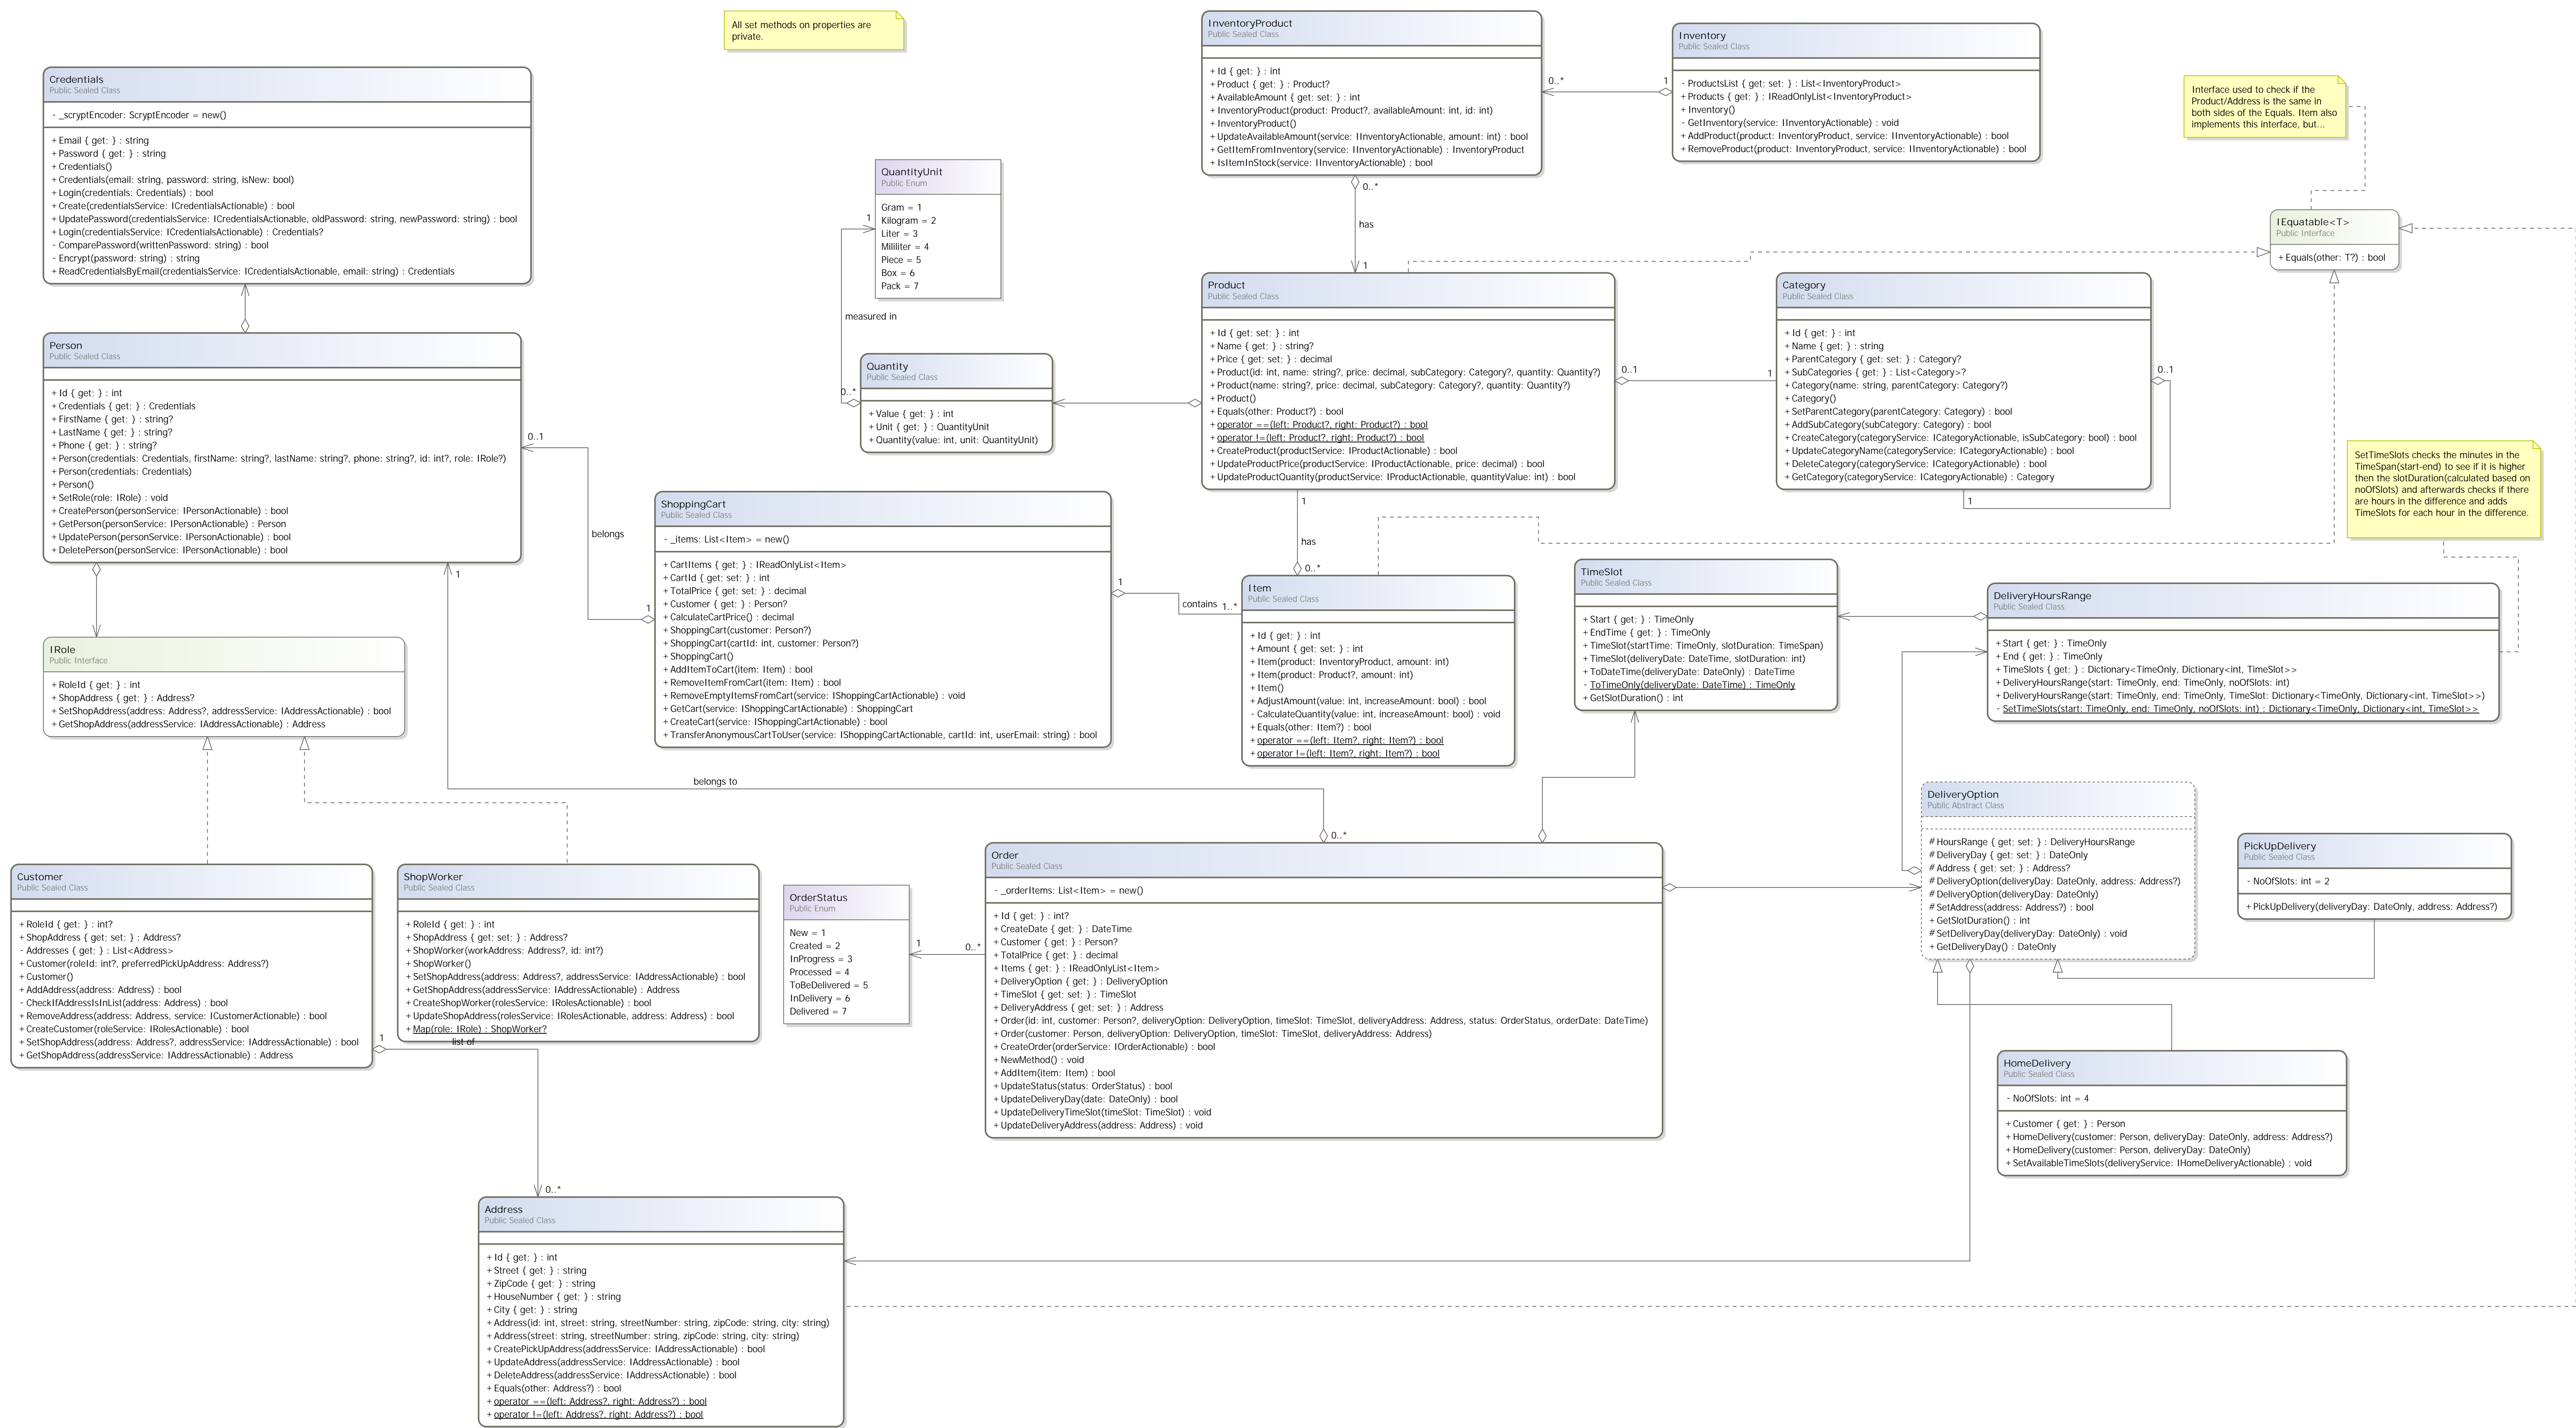 All set methods on properties are
private.
InventoryProduct
Public Sealed Class
+ Id { get; } : int
+ Product { get; } : Product?
+ AvailableAmount { get; set; } : int
+ InventoryProduct(product: Product?, availableAmount: int, id: int)
+ InventoryProduct()
+ UpdateAvailableAmount(service: IInventoryActionable, amount: int) : bool
+ GetItemFromInventory(service: IInventoryActionable) : InventoryProduct
+ IsItemInStock(service: IInventoryActionable) : bool
0..*
1
Inventory
Public Sealed Class
- ProductsList { get; set; } : List<InventoryProduct>
+ Products { get; } : IReadOnlyList<InventoryProduct>
+ Inventory()
- GetInventory(service: IInventoryActionable) : void
+ AddProduct(product: InventoryProduct, service: IInventoryActionable) : bool
+ RemoveProduct(product: InventoryProduct, service: IInventoryActionable) : bool
Interface used to check if the
Product/Address is the same in
both sides of the Equals. Item also
implements this interface, but...
Credentials
Public Sealed Class
- _scryptEncoder: ScryptEncoder = new()
+ Email { get; } : string
+ Password { get; } : string
+ Credentials()
+ Credentials(email: string, password: string, isNew: bool)
+ Login(credentials: Credentials) : bool
+ Create(credentialsService: ICredentialsActionable) : bool
+ UpdatePassword(credentialsService: ICredentialsActionable, oldPassword: string, newPassword: string) : bool
+ Login(credentialsService: ICredentialsActionable) : Credentials?
- ComparePassword(writtenPassword: string) : bool
- Encrypt(password: string) : string
+ ReadCredentialsByEmail(credentialsService: ICredentialsActionable, email: string) : Credentials
QuantityUnit
Public Enum
Gram = 1
Kilogram = 2
Liter = 3
Mililiter = 4
Piece = 5
Box = 6
Pack = 7
1
measured in
0..*
0..*
has
1
IEquatable<T>
Public Interface
+ Equals(other: T?) : bool
Person
Public Sealed Class
+ Id { get; } : int
+ Credentials { get; } : Credentials
+ FirstName { get; } : string?
+ LastName { get; } : string?
+ Phone { get; } : string?
+ Person(credentials: Credentials, firstName: string?, lastName: string?, phone: string?, id: int?, role: IRole?)
+ Person(credentials: Credentials)
+ Person()
+ SetRole(role: IRole) : void
+ CreatePerson(personService: IPersonActionable) : bool
+ GetPerson(personService: IPersonActionable) : Person
+ UpdatePerson(personService: IPersonActionable) : bool
+ DeletePerson(personService: IPersonActionable) : bool
0..1
belongs
1
1
Quantity
Public Sealed Class
+ Value { get; } : int
+ Unit { get; } : QuantityUnit
+ Quantity(value: int, unit: QuantityUnit)
Product
Public Sealed Class
+ Id { get; set; } : int
+ Name { get; } : string?
+ Price { get; set; } : decimal
+ Product(id: int, name: string?, price: decimal, subCategory: Category?, quantity: Quantity?)
+ Product(name: string?, price: decimal, subCategory: Category?, quantity: Quantity?)
+ Product()
+ Equals(other: Product?) : bool
+ operator ==(left: Product?, right: Product?) : bool
+ operator !=(left: Product?, right: Product?) : bool
+ CreateProduct(productService: IProductActionable) : bool
+ UpdateProductPrice(productService: IProductActionable, price: decimal) : bool
+ UpdateProductQuantity(productService: IProductActionable, quantityValue: int) : bool
0..1
1
Category
Public Sealed Class
+ Id { get; } : int
+ Name { get; } : string
+ ParentCategory { get; set; } : Category?
+ SubCategories { get; } : List<Category>?
+ Category(name: string, parentCategory: Category?)
+ Category()
+ SetParentCategory(parentCategory: Category) : bool
+ AddSubCategory(subCategory: Category) : bool
+ CreateCategory(categoryService: ICategoryActionable, isSubCategory: bool) : bool
+ UpdateCategoryName(categoryService: ICategoryActionable) : bool
+ DeleteCategory(categoryService: ICategoryActionable) : bool
+ GetCategory(categoryService: ICategoryActionable) : Category
0..1
1
SetTimeSlots checks the minutes in the
TimeSpan(start-end) to see if it is higher
then the slotDuration(calculated based on
noOfSlots) and afterwards checks if there
are hours in the difference and adds
TimeSlots for each hour in the difference.
ShoppingCart
Public Sealed Class
- _items: List<Item> = new()
+ CartItems { get; } : IReadOnlyList<Item>
+ CartId { get; set; } : int
+ TotalPrice { get; set; } : decimal
+ Customer { get; } : Person?
+ CalculateCartPrice() : decimal
+ ShoppingCart(customer: Person?)
+ ShoppingCart(cartId: int, customer: Person?)
+ ShoppingCart()
+ AddItemToCart(item: Item) : bool
+ RemoveItemFromCart(item: Item) : bool
+ RemoveEmptyItemsFromCart(service: IShoppingCartActionable) : void
+ GetCart(service: IShoppingCartActionable) : ShoppingCart
+ CreateCart(service: IShoppingCartActionable) : bool
+ TransferAnonymousCartToUser(service: IShoppingCartActionable, cartId: int, userEmail: string) : bool
1
contains
1..*
1
has
0..*
Item
Public Sealed Class
+ Id { get; } : int
+ Amount { get; set; } : int
+ Item(product: InventoryProduct, amount: int)
+ Item(product: Product?, amount: int)
+ Item()
+ AdjustAmount(value: int, increaseAmount: bool) : bool
- CalculateQuantity(value: int, increaseAmount: bool) : void
+ Equals(other: Item?) : bool
+ operator ==(left: Item?, right: Item?) : bool
+ operator !=(left: Item?, right: Item?) : bool
TimeSlot
Public Sealed Class
+ Start { get; } : TimeOnly
+ EndTime { get; } : TimeOnly
+ TimeSlot(startTime: TimeOnly, slotDuration: TimeSpan)
+ TimeSlot(deliveryDate: DateTime, slotDuration: int)
+ ToDateTime(deliveryDate: DateOnly) : DateTime
- ToTimeOnly(deliveryDate: DateTime) : TimeOnly
+ GetSlotDuration() : int
DeliveryHoursRange
Public Sealed Class
+ Start { get; } : TimeOnly
+ End { get; } : TimeOnly
+ TimeSlots { get; } : Dictionary<TimeOnly, Dictionary<int, TimeSlot>>
+ DeliveryHoursRange(start: TimeOnly, end: TimeOnly, noOfSlots: int)
+ DeliveryHoursRange(start: TimeOnly, end: TimeOnly, TimeSlot: Dictionary<TimeOnly, Dictionary<int, TimeSlot>>)
- SetTimeSlots(start: TimeOnly, end: TimeOnly, noOfSlots: int) : Dictionary<TimeOnly, Dictionary<int, TimeSlot>>
IRole
Public Interface
+ RoleId { get; } : int
+ ShopAddress { get; } : Address?
+ SetShopAddress(address: Address?, addressService: IAddressActionable) : bool
+ GetShopAddress(addressService: IAddressActionable) : Address
belongs to
0..*
Customer
Public Sealed Class
+ RoleId { get; } : int?
+ ShopAddress { get; set; } : Address?
- Addresses { get; } : List<Address>
+ Customer(roleId: int?, preferredPickUpAddress: Address?)
+ Customer()
+ AddAddress(address: Address) : bool
- CheckIfAddressIsInList(address: Address) : bool
+ RemoveAddress(address: Address, service: ICustomerActionable) : bool
+ CreateCustomer(roleService: IRolesActionable) : bool
+ SetShopAddress(address: Address?, addressService: IAddressActionable) : bool
+ GetShopAddress(addressService: IAddressActionable) : Address
1
list of
0..*
ShopWorker
Public Sealed Class
+ RoleId { get; } : int
+ ShopAddress { get; set; } : Address?
+ ShopWorker(workAddress: Address?, id: int?)
+ ShopWorker()
+ SetShopAddress(address: Address?, addressService: IAddressActionable) : bool
+ GetShopAddress(addressService: IAddressActionable) : Address
+ CreateShopWorker(rolesService: IRolesActionable) : bool
+ UpdateShopAddress(rolesService: IRolesActionable, address: Address) : bool
+ Map(role: IRole) : ShopWorker?
OrderStatus
Public Enum
New = 1
Created = 2
InProgress = 3
Processed = 4
ToBeDelivered = 5
InDelivery = 6
Delivered = 7
1
0..*
Order
Public Sealed Class
- _orderItems: List<Item> = new()
+ Id { get; } : int?
+ CreateDate { get; } : DateTime
+ Customer { get; } : Person?
+ TotalPrice { get; } : decimal
+ Items { get; } : IReadOnlyList<Item>
+ DeliveryOption { get; } : DeliveryOption
+ TimeSlot { get; set; } : TimeSlot
+ DeliveryAddress { get; set; } : Address
+ Order(id: int, customer: Person?, deliveryOption: DeliveryOption, timeSlot: TimeSlot, deliveryAddress: Address, status: OrderStatus, orderDate: DateTime)
+ Order(customer: Person, deliveryOption: DeliveryOption, timeSlot: TimeSlot, deliveryAddress: Address)
+ CreateOrder(orderService: IOrderActionable) : bool
+ NewMethod() : void
+ AddItem(item: Item) : bool
+ UpdateStatus(status: OrderStatus) : bool
+ UpdateDeliveryDay(date: DateOnly) : bool
+ UpdateDeliveryTimeSlot(timeSlot: TimeSlot) : void
+ UpdateDeliveryAddress(address: Address) : void
DeliveryOption
Public Abstract Class
# HoursRange { get; set; } : DeliveryHoursRange
# DeliveryDay { get; set; } : DateOnly
# Address { get; set; } : Address?
# DeliveryOption(deliveryDay: DateOnly, address: Address?)
# DeliveryOption(deliveryDay: DateOnly)
# SetAddress(address: Address?) : bool
+ GetSlotDuration() : int
# SetDeliveryDay(deliveryDay: DateOnly) : void
+ GetDeliveryDay() : DateOnly
PickUpDelivery
Public Sealed Class
- NoOfSlots: int = 2
+ PickUpDelivery(deliveryDay: DateOnly, address: Address?)
HomeDelivery
Public Sealed Class
- NoOfSlots: int = 4
+ Customer { get; } : Person
+ HomeDelivery(customer: Person, deliveryDay: DateOnly, address: Address?)
+ HomeDelivery(customer: Person, deliveryDay: DateOnly)
+ SetAvailableTimeSlots(deliveryService: IHomeDeliveryActionable) : void
Address
Public Sealed Class
+ Id { get; } : int
+ Street { get; } : string
+ ZipCode { get; } : string
+ HouseNumber { get; } : string
+ City { get; } : string
+ Address(id: int, street: string, streetNumber: string, zipCode: string, city: string)
+ Address(street: string, streetNumber: string, zipCode: string, city: string)
+ CreatePickUpAddress(addressService: IAddressActionable) : bool
+ UpdateAddress(addressService: IAddressActionable) : bool
+ DeleteAddress(addressService: IAddressActionable) : bool
+ Equals(other: Address?) : bool
+ operator ==(left: Address?, right: Address?) : bool
+ operator !=(left: Address?, right: Address?) : bool